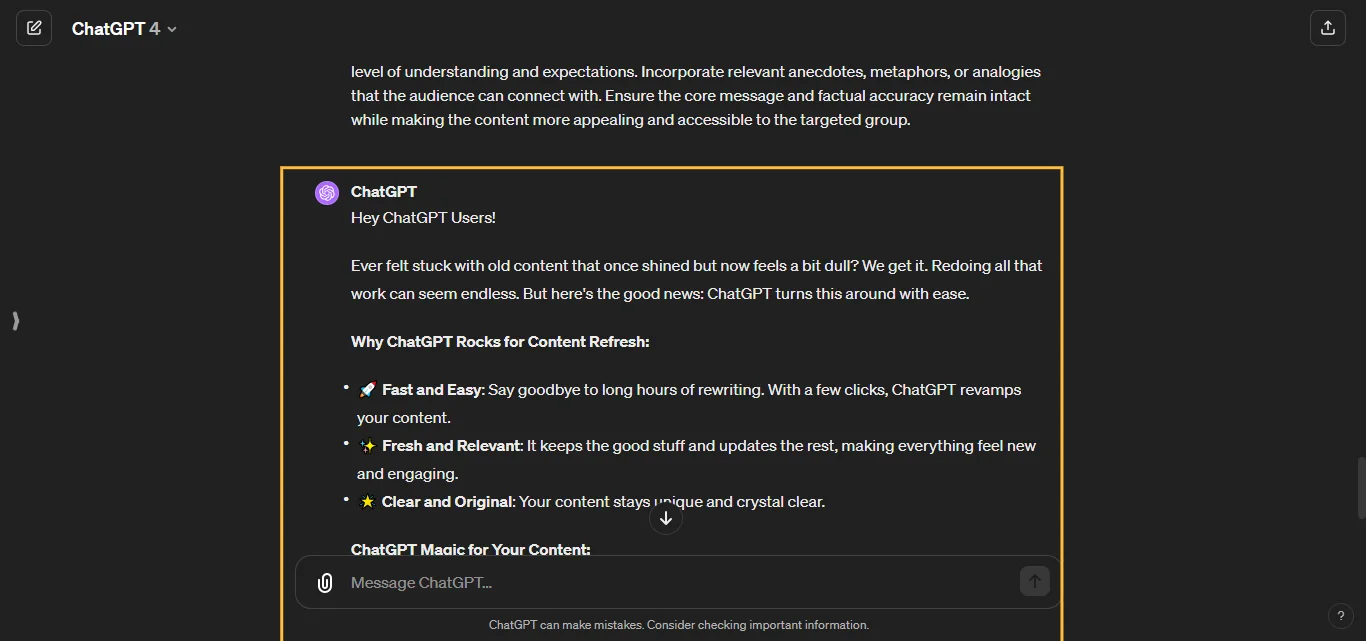 ChatGPT 4
level of understanding and expectations. Incorporate relevant anecdotes, metaphors, or analogies
that the audience can connect with. Ensure the core message and factual accuracy remain intact
while making the content more appealing and accessible to the targeted group.
ChatGPT
Hey ChatGPT Users!
Ever felt stuck with old content that once shined but now feels a bit dull? We get it. Redoing all that
work can seem endless. But here's the good news: ChatGPT turns this around with ease.
Why ChatGPT Rocks for Content Refresh:
• 🚀 Fast and Easy: Say goodbye to long hours of rewriting. With a few clicks, ChatGPT revamps
your content.
• ✨ Fresh and Relevant: It keeps the good stuff and updates the rest, making everything feel new
and engaging.
• 🌟 Clear and Original: Your content stays unique and crystal clear.
ChatGPT Magic for Your Content:
Message ChatGPT...
ChatGPT can make mistakes. Consider checking important information.
?